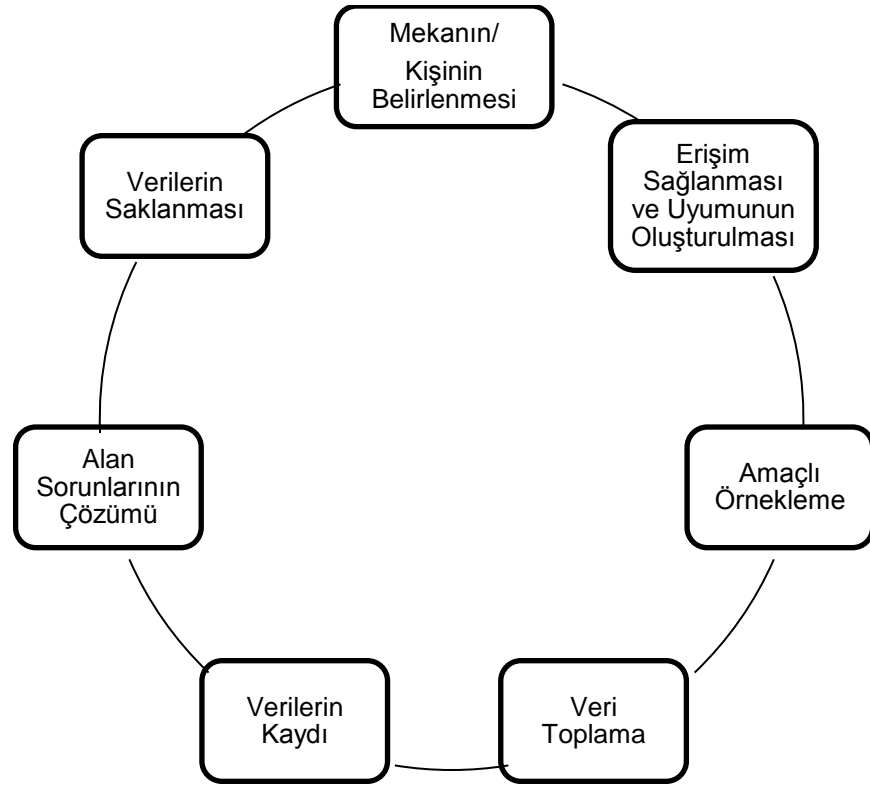 Mekanın/
Kişinin
Belirlenmesi
Erişim
Sağlanması
ve Uyumunun
Oluşturulması
Amaçlı
Örnekleme
Veri
Toplama
Verilerin
Kaydı
Alan
Sorunlarının
Çözümü
Verilerin
Saklanması